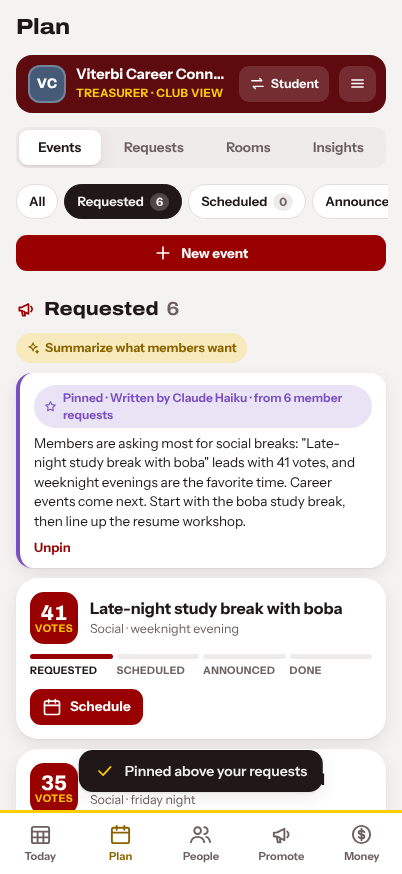 Plan
VC
Viterbi Career Conn...
TREASURER · CLUB VIEW
Student
Events
Requests
Rooms
Insights
All
Requested 6
Scheduled 0
Announce
New event
Requested 6
Summarize what members want
Pinned · Written by Claude Haiku · from 6 member
requests
Members are asking most for social breaks: "Late-
night study break with boba" leads with 41 votes, and
weeknight evenings are the favorite time. Career
events come next. Start with the boba study break,
then line up the resume workshop.
Unpin
41
VOTES
Late-night study break with boba
Social · weeknight evening
REQUESTED
SCHEDULED
ANNOUNCED
DONE
Schedule
35
VOTES
Pinned above your requests
Social · friday night
Today
Plan
People
Promote
Money